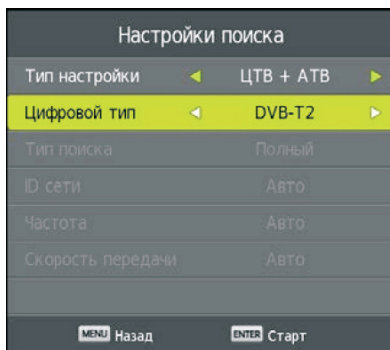 Настройки поиска
Тип настройки ЦТВ + АТВ
Цифровой тип DVB-T2
Тип поиска Полный
ID сети Авто
Частота Авто
Скорость передачи Авто
MENU Назад ENTER Старт